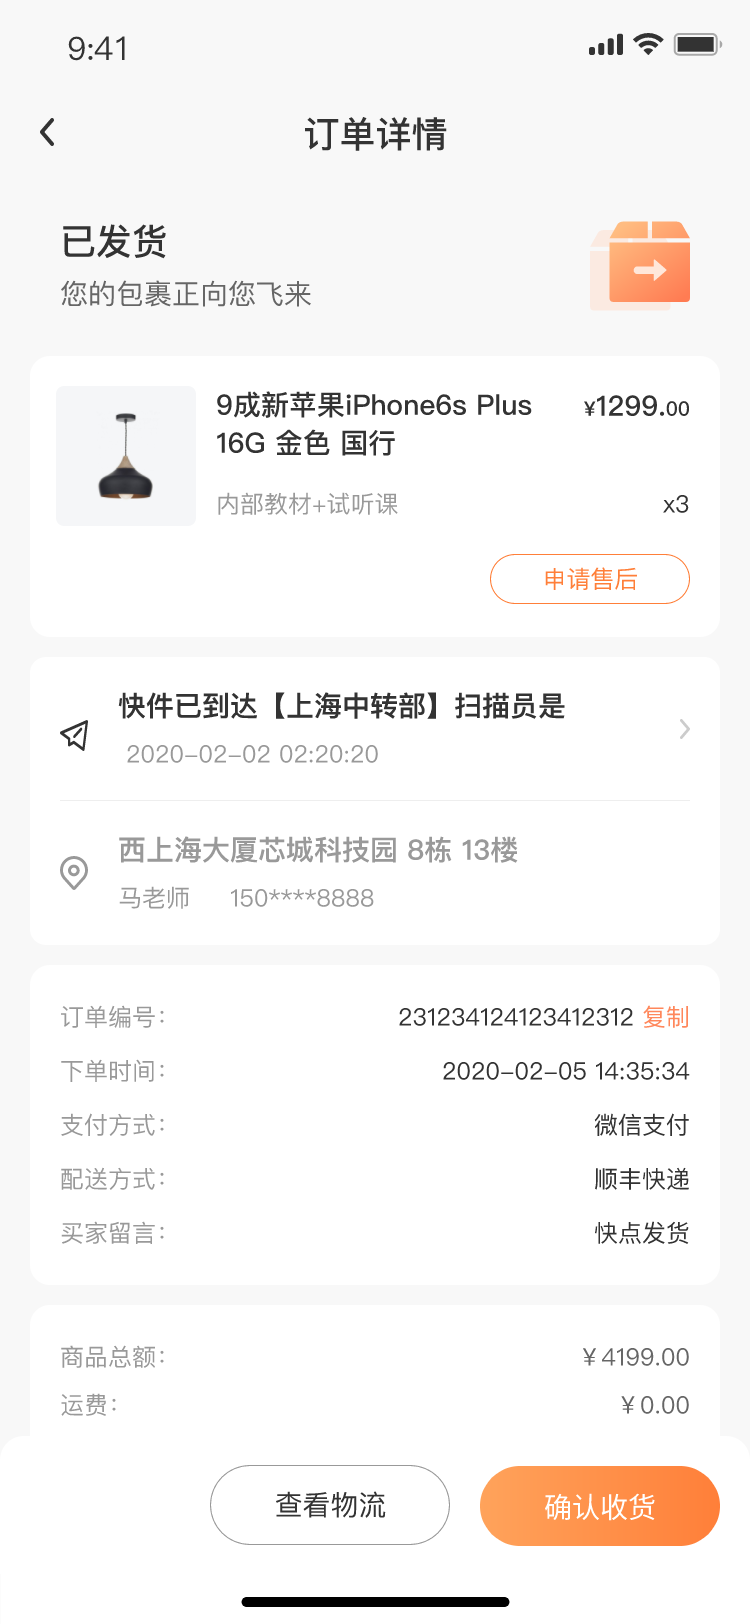 9:41
订单详情
已发货
您的包裹正向您飞来
9成新苹果iPhone6s Plus
¥1299.00
16G 金色 国行
内部教材+试听课
x3
申请售后
快件已到达【上海中转部】扫描员是
2020-02-02 02:20:20
西上海大厦芯城科技园 8栋 13楼
马老师 150****8888
订单编号: 231234124123412312 复制
下单时间: 2020-02-05 14:35:34
支付方式: 微信支付
配送方式: 顺丰快递
买家留言: 快点发货
商品总额: ¥4199.00
运费: ¥0.00
查看物流 确认收货